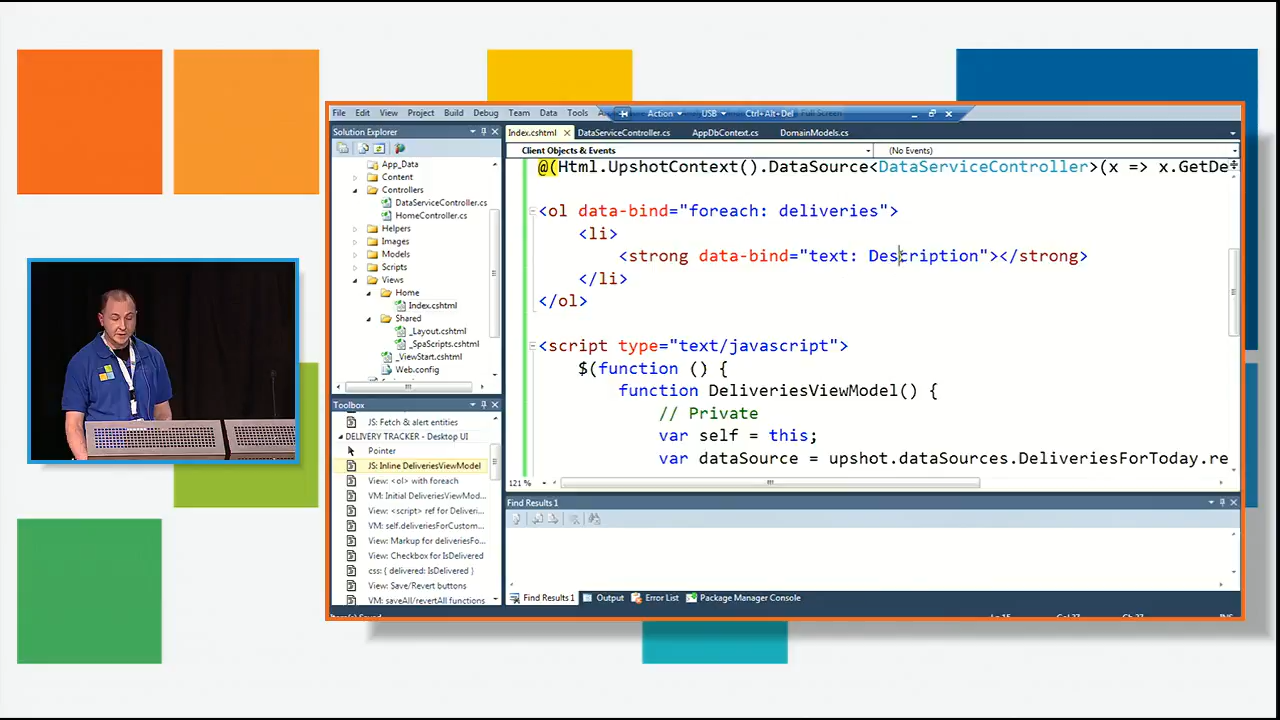 File Edit View Project Build Debug Team Data Tools
Action USB Ctrl+Alt+Del Full Screen
Solution Explorer
App_Data
Content
Controllers
DataServiceController.cs
HomeController.cs
Helpers
Images
Models
Scripts
Views
Home
Index.cshtml
Shared
_Layout.cshtml
_SpaScripts.cshtml
_ViewStart.cshtml
Web.config
Toolbox
JS: Fetch & alert entities
DELIVERY TRACKER - Desktop UI
Pointer
JS: Inline DeliveriesViewModel
View: <ol> with foreach
VM: Initial DeliveriesViewMod...
View: <script> ref for Deliveri...
VM: self.deliveriesForCustom...
View: Markup for deliveriesFo...
View: Checkbox for IsDelivered
css: { delivered: IsDelivered }
View: Save/Revert buttons
VM: saveAll/revertAll functions
Index.cshtml DataServiceController.cs AppDbContext.cs DomainModels.cs
Client Objects & Events (No Events)
@(Html.UpshotContext().DataSource<DataServiceController>(x => x.GetDe
<ol data-bind="foreach: deliveries">
<li>
<strong data-bind="text: Description"></strong>
</li>
</ol>
<script type="text/javascript">
$(function () {
function DeliveriesViewModel() {
// Private
var self = this;
var dataSource = upshot.dataSources.DeliveriesForToday.re
121 %
Find Results 1
Find Results 1 Output Error List Package Manager Console